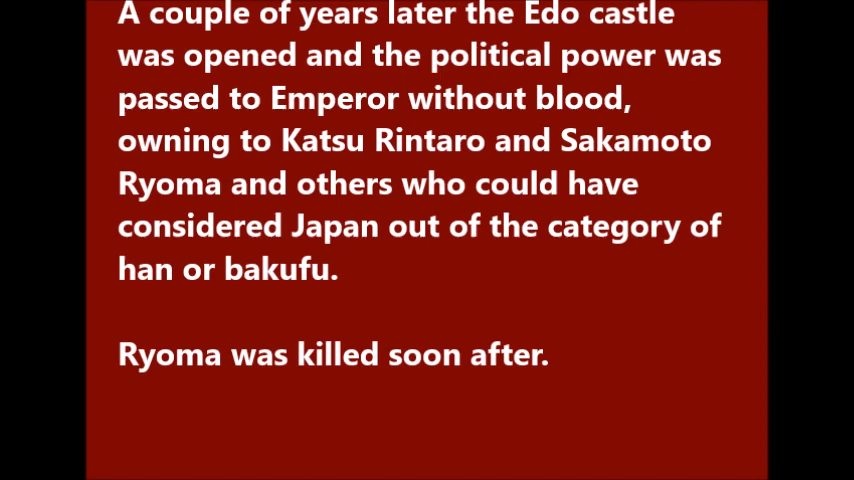 A couple of years later the Edo castle
was opened and the political power was
passed to Emperor without blood,
owning to Katsu Rintaro and Sakamoto
Ryoma and others who could have
considered Japan out of the category of
han or bakufu.
Ryoma was killed soon after.